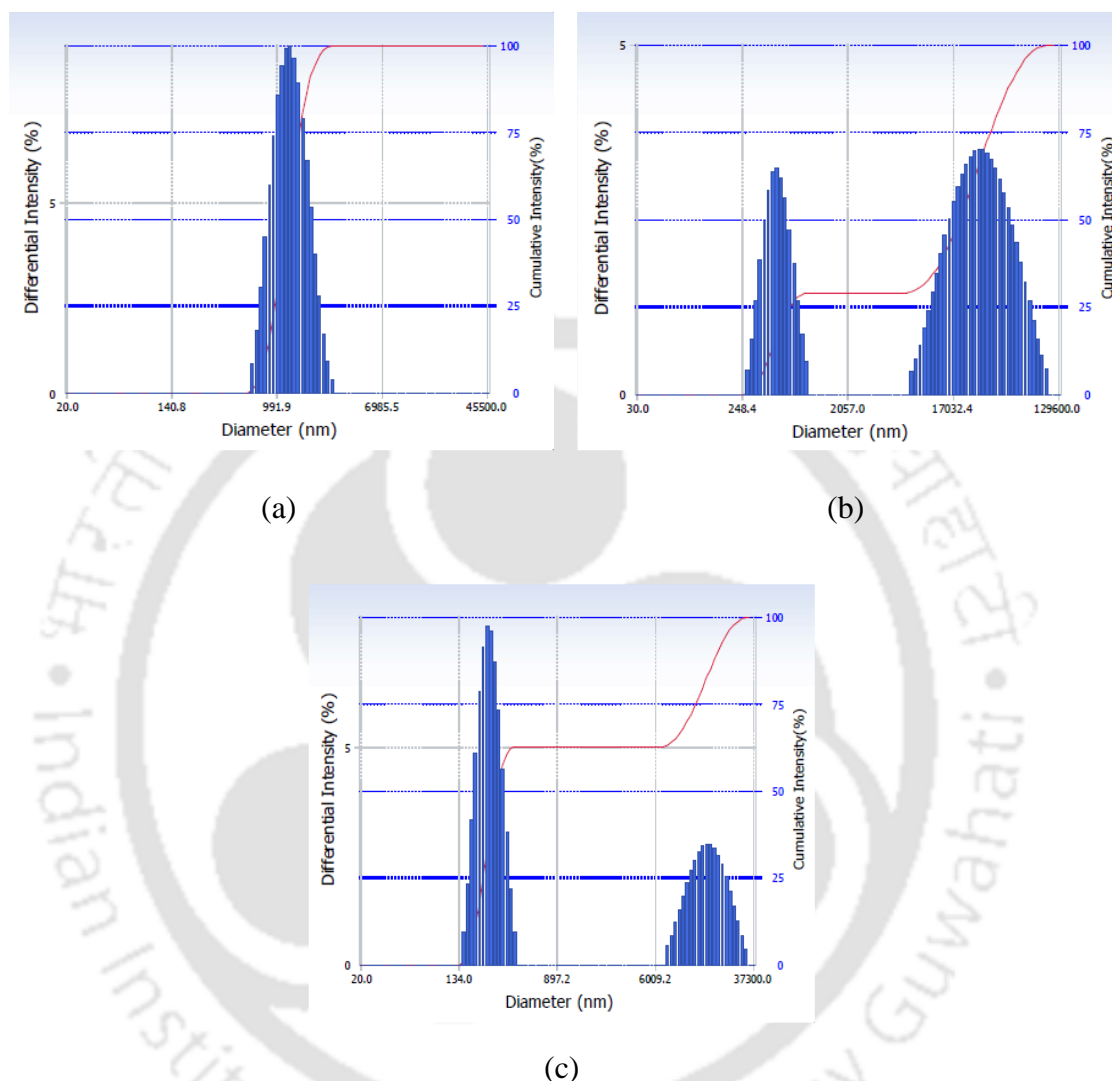 Differential Intensity (%)
5
0
100
75
50
25
0
Cumulative Intensity(%)
20.0 140.8 991.9 6985.5 45500.0
Diameter (nm)
(a)
Differential Intensity (%)
5
0
100
75
50
25
0
Cumulative Intensity(%)
30.0 248.4 2057.0 17032.4 129600.0
Diameter (nm)
(b)
Differential Intensity (%)
5
0
100
75
50
25
0
Cumulative Intensity(%)
20.0 134.0 897.2 6009.2 37300.0
Diameter (nm)
(c)
Indian
Guwahati